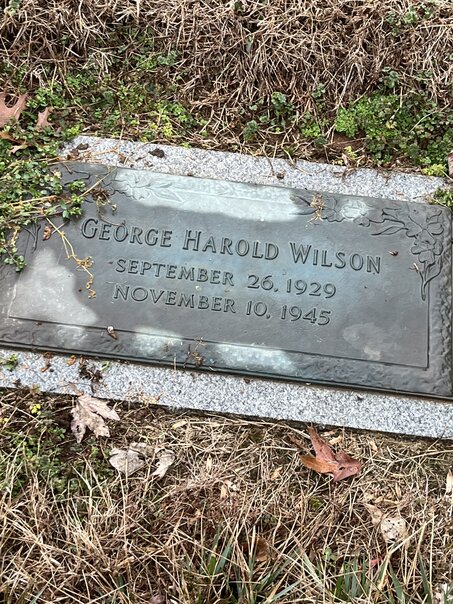 GEORGE HAROLD WILSON
SEPTEMBER 26, 1929
NOVEMBER 10, 1945